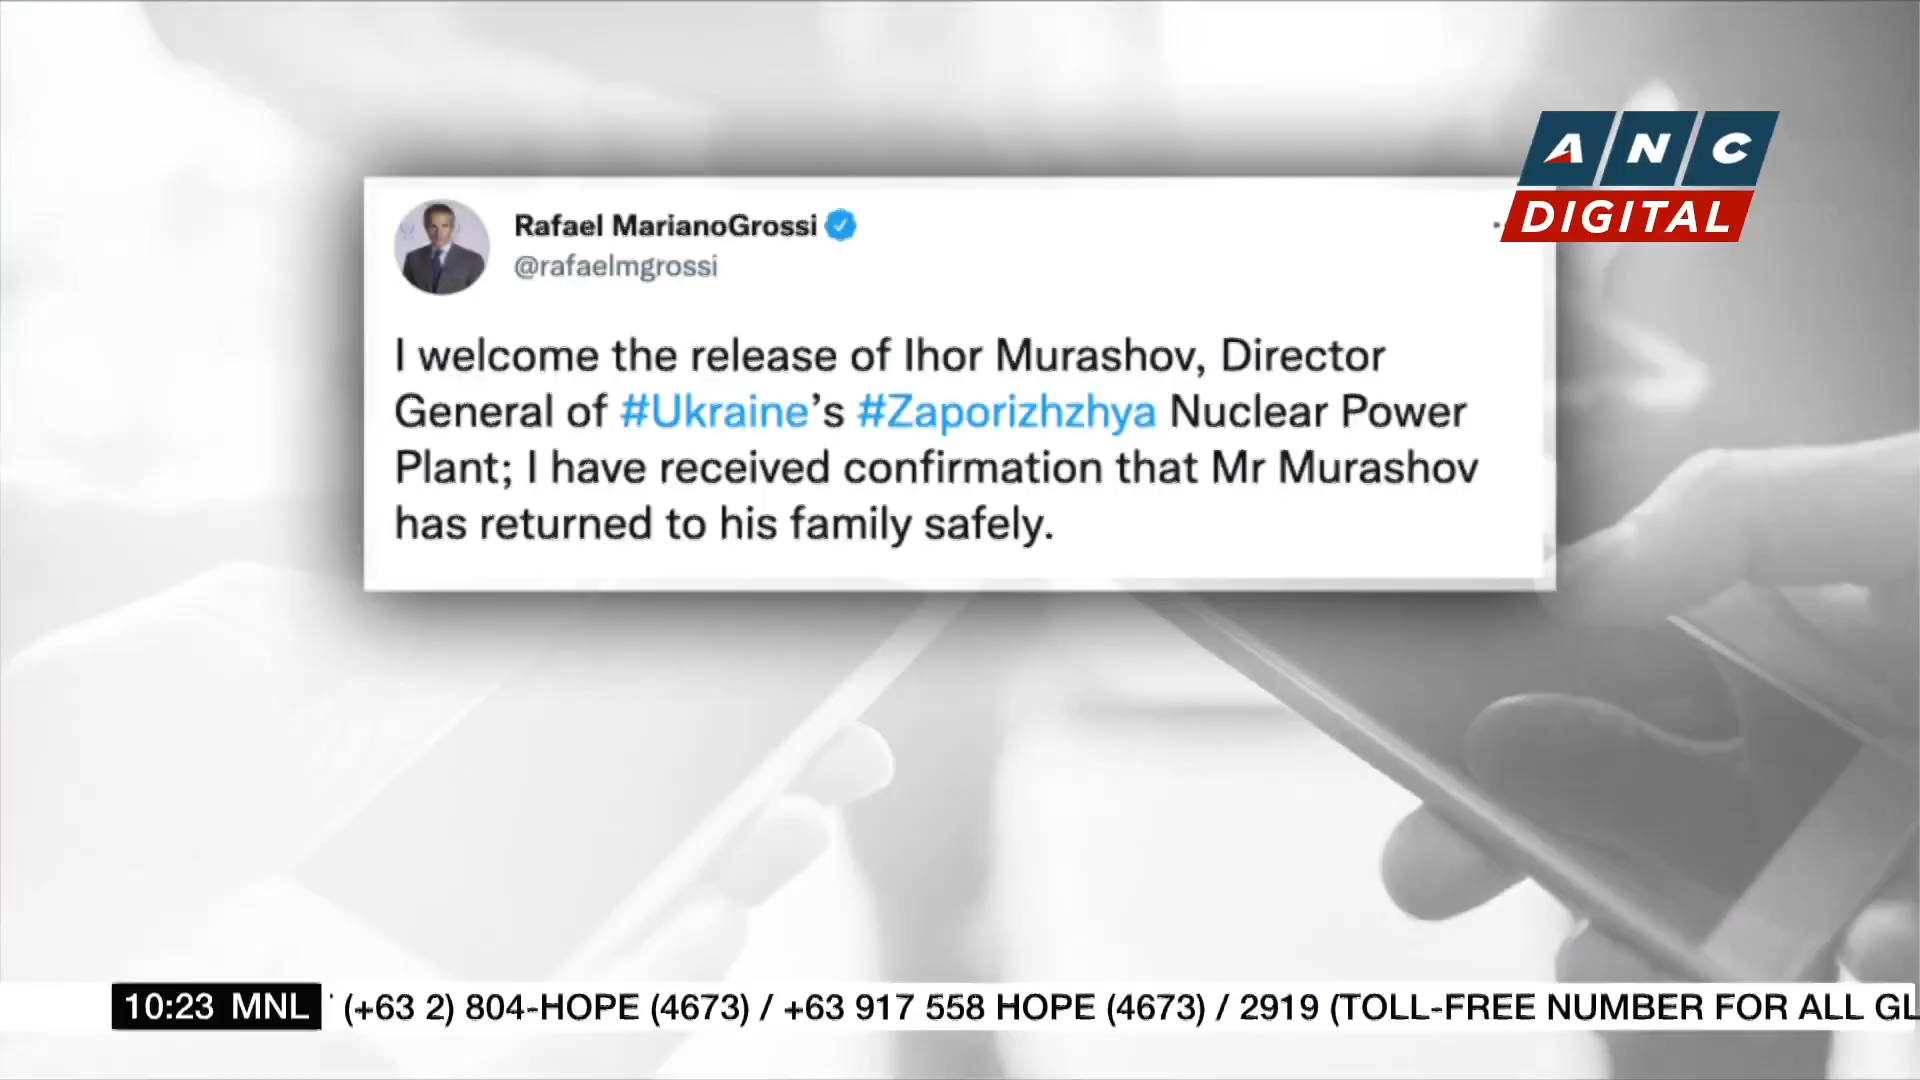 ANC
DIGITAL
Rafael MarianoGrossi
@rafaelmgrossi
I welcome the release of Ihor Murashov, Director
General of #Ukraine's #Zaporizhzhya Nuclear Power
Plant; I have received confirmation that Mr Murashov
has returned to his family safely.
10:23 MNL (+63 2) 804-HOPE (4673) / +63 917 558 HOPE (4673) / 2919 (TOLL-FREE NUMBER FOR ALL GL